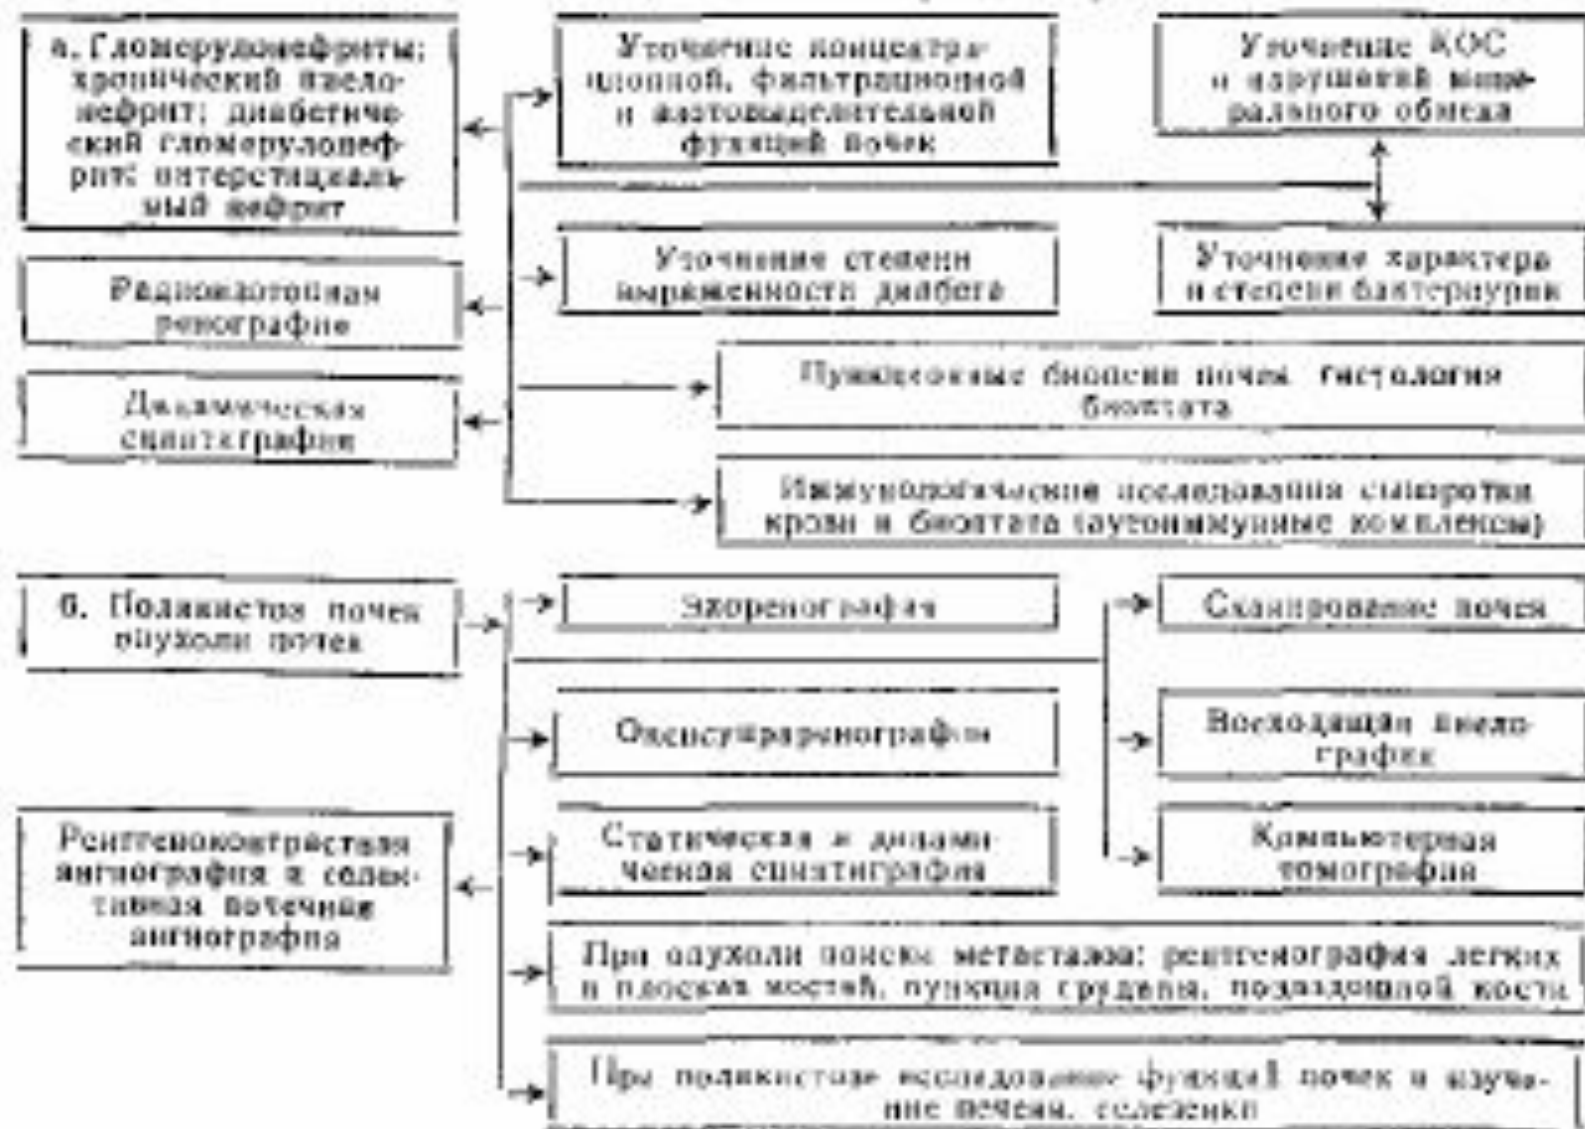 а. Гломерулонефриты;
хронический пиело-
нефрит; диабетиче-
ский гломерулонеф-
рит; интерстициаль-
ный нефрит
Уточнение концентра-
ционной, фильтрационной
и азотовыделительной
функций почек
Уточнение КОС
и нарушений мине-
рального обмена
Радиоизотопная
ренография
Уточнения степени
выраженности диабета
Уточнение характера
и степени бактериурии
Динамическая
сцинтиграфия
Пункционные биопсии почек гистология
биоптата
Иммунологические исследования сыворотки
крови и биоптата (аутоиммунные комплексы)
б. Поликистоз почек
опухоли почек
Эхоренография
Сканирование почек
Оксисупраренография
Восходящая пиело-
графия
Рентгеноконтрастная
ангиография и селек-
тивная почечная
ангиография
Статическая и динами-
ческая сцинтиграфия
Компьютерная
томография
При опухоли поиски метастазов: рентгенография легких
и плоских костей, пункция грудины, подвздошной кости
При поликистозе исследование функций почек и изуче-
ние печени, селезенки